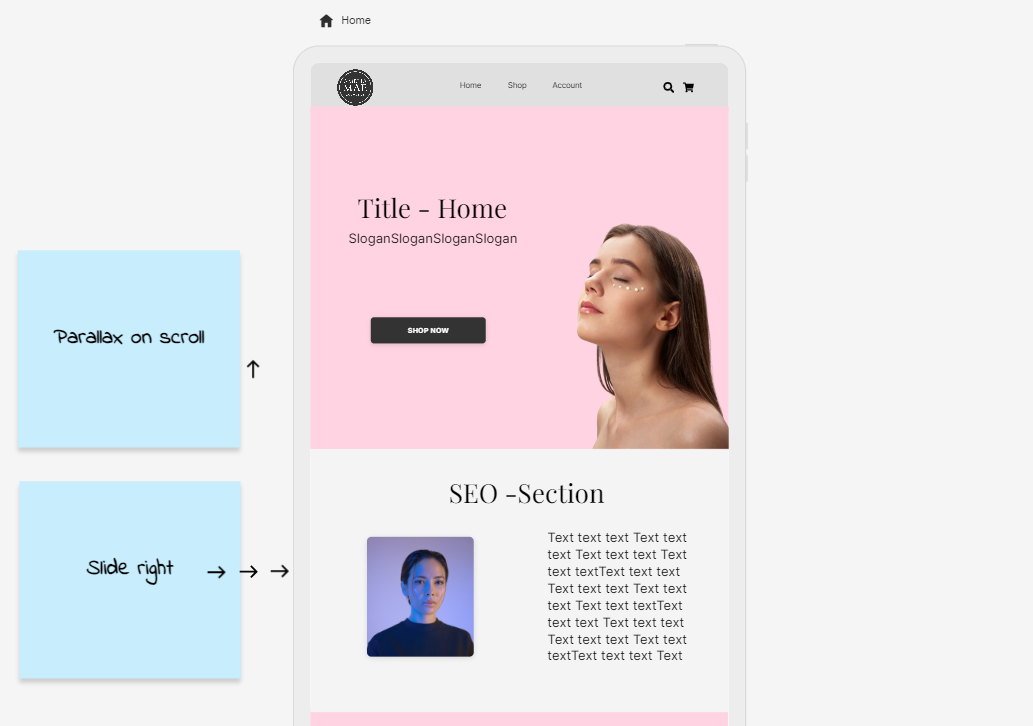 Home
MAE
Home Shop Account
Title - Home
SloganSloganSloganSlogan
SHOP NOW
Parallax on scroll
Slide right
SEO -Section
Text text text Text text
text Text text text Text
text textText text text
Text text text Text text
text Text text textText
text text Text text text
Text text text Text text
textText text text Text